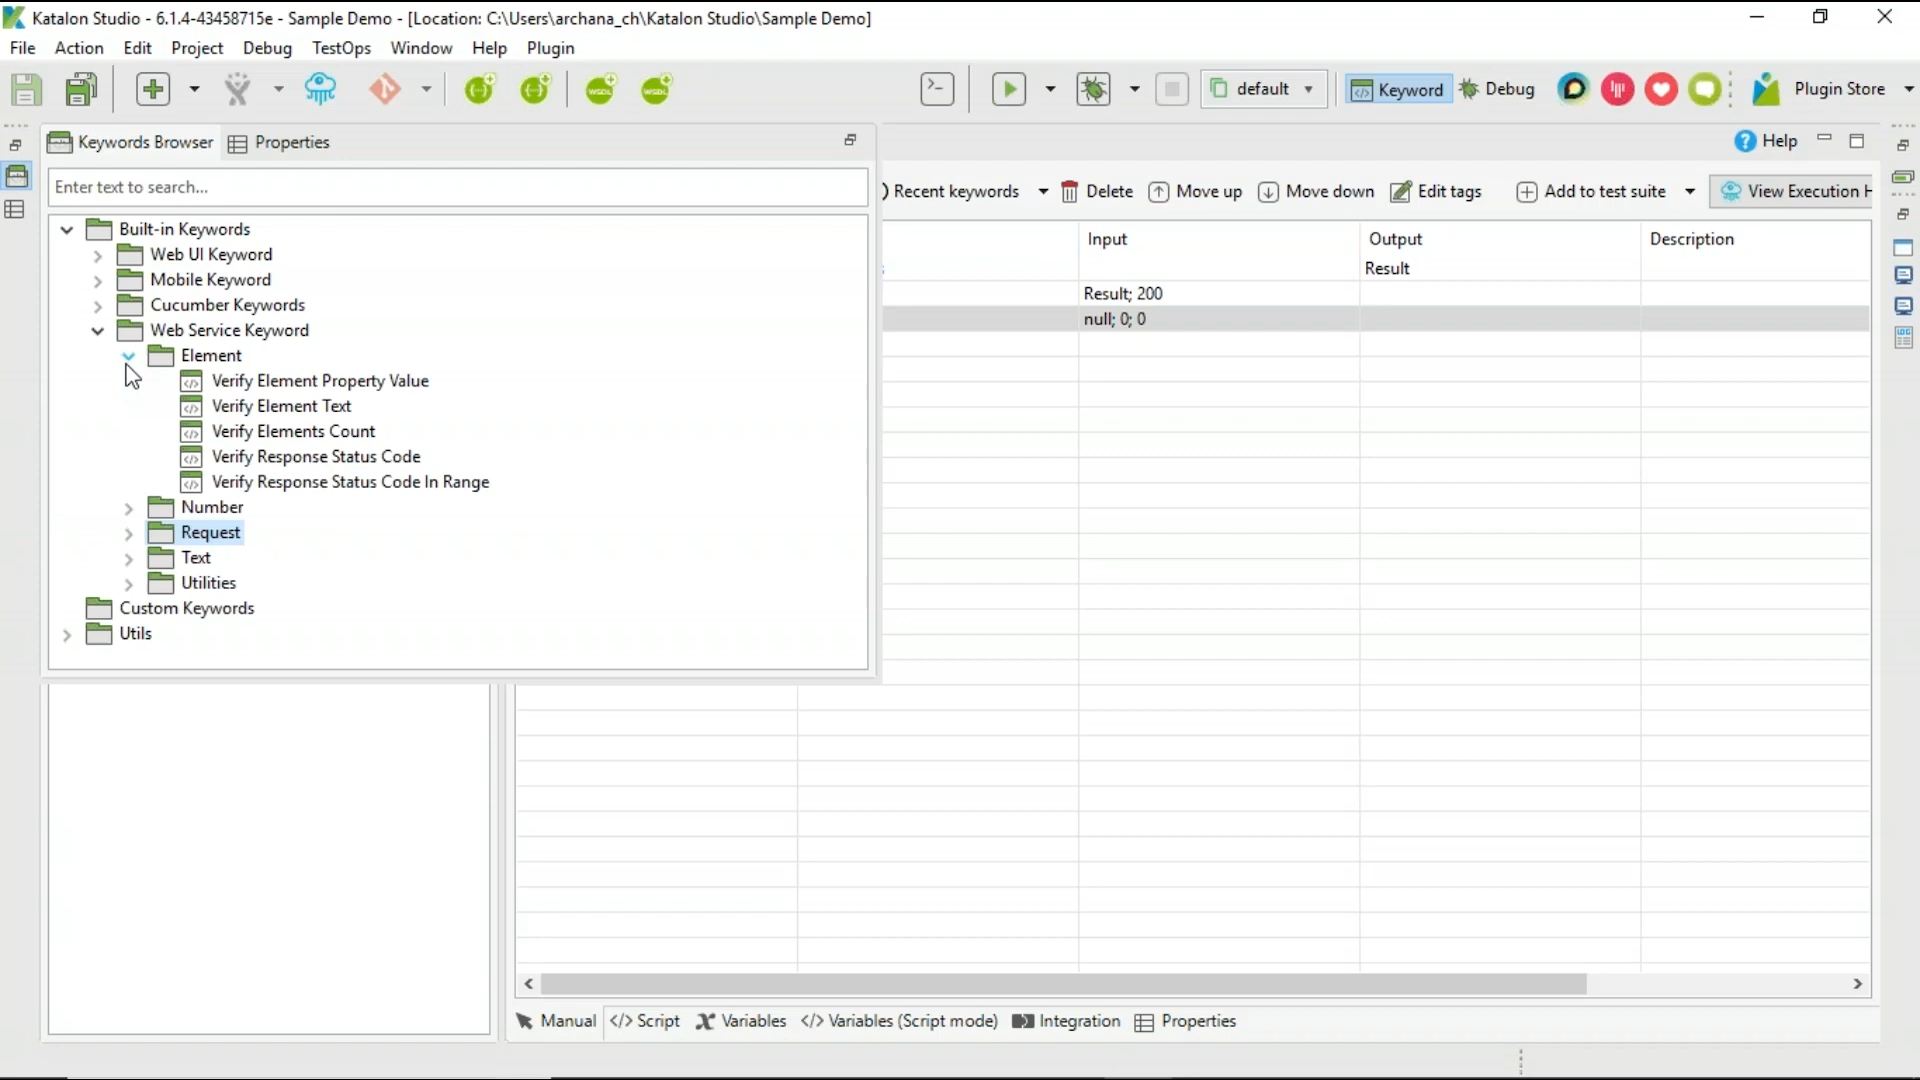 Katalon Studio - 6.1.4-43458715e - Sample Demo - [Location: C:\Users\archana_ch\Katalon Studio\Sample Demo]
File Action Edit Project Debug TestOps Window Help Plugin
default Keyword Debug Plugin Store
Keywords Browser Properties Help
Enter text to search...
Recent keywords Delete Move up Move down Edit tags Add to test suite View Execution H
Input Output Description
Result
Result; 200
null; 0; 0
Built-in Keywords
Web UI Keyword
Mobile Keyword
Cucumber Keywords
Web Service Keyword
Element
Verify Element Property Value
Verify Element Text
Verify Elements Count
Verify Response Status Code
Verify Response Status Code In Range
Number
Request
Text
Utilities
Custom Keywords
Utils
Manual </> Script Variables </> Variables (Script mode) Integration Properties